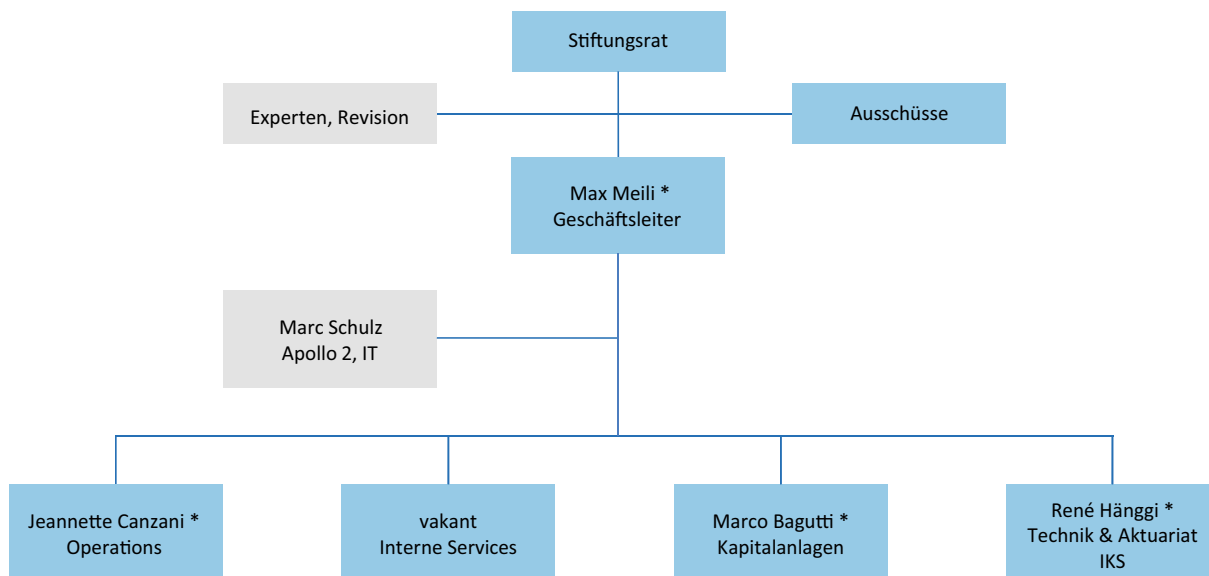 Stiftungsrat
Experten, Revision
Ausschüsse
Max Meili *
Geschäftsleiter
Marc Schulz
Apollo 2, IT
Jeannette Canzani *
Operations
vakant
Interne Services
Marco Bagutti *
Kapitalanlagen
René Hänggi *
Technik & Aktuariat
IKS